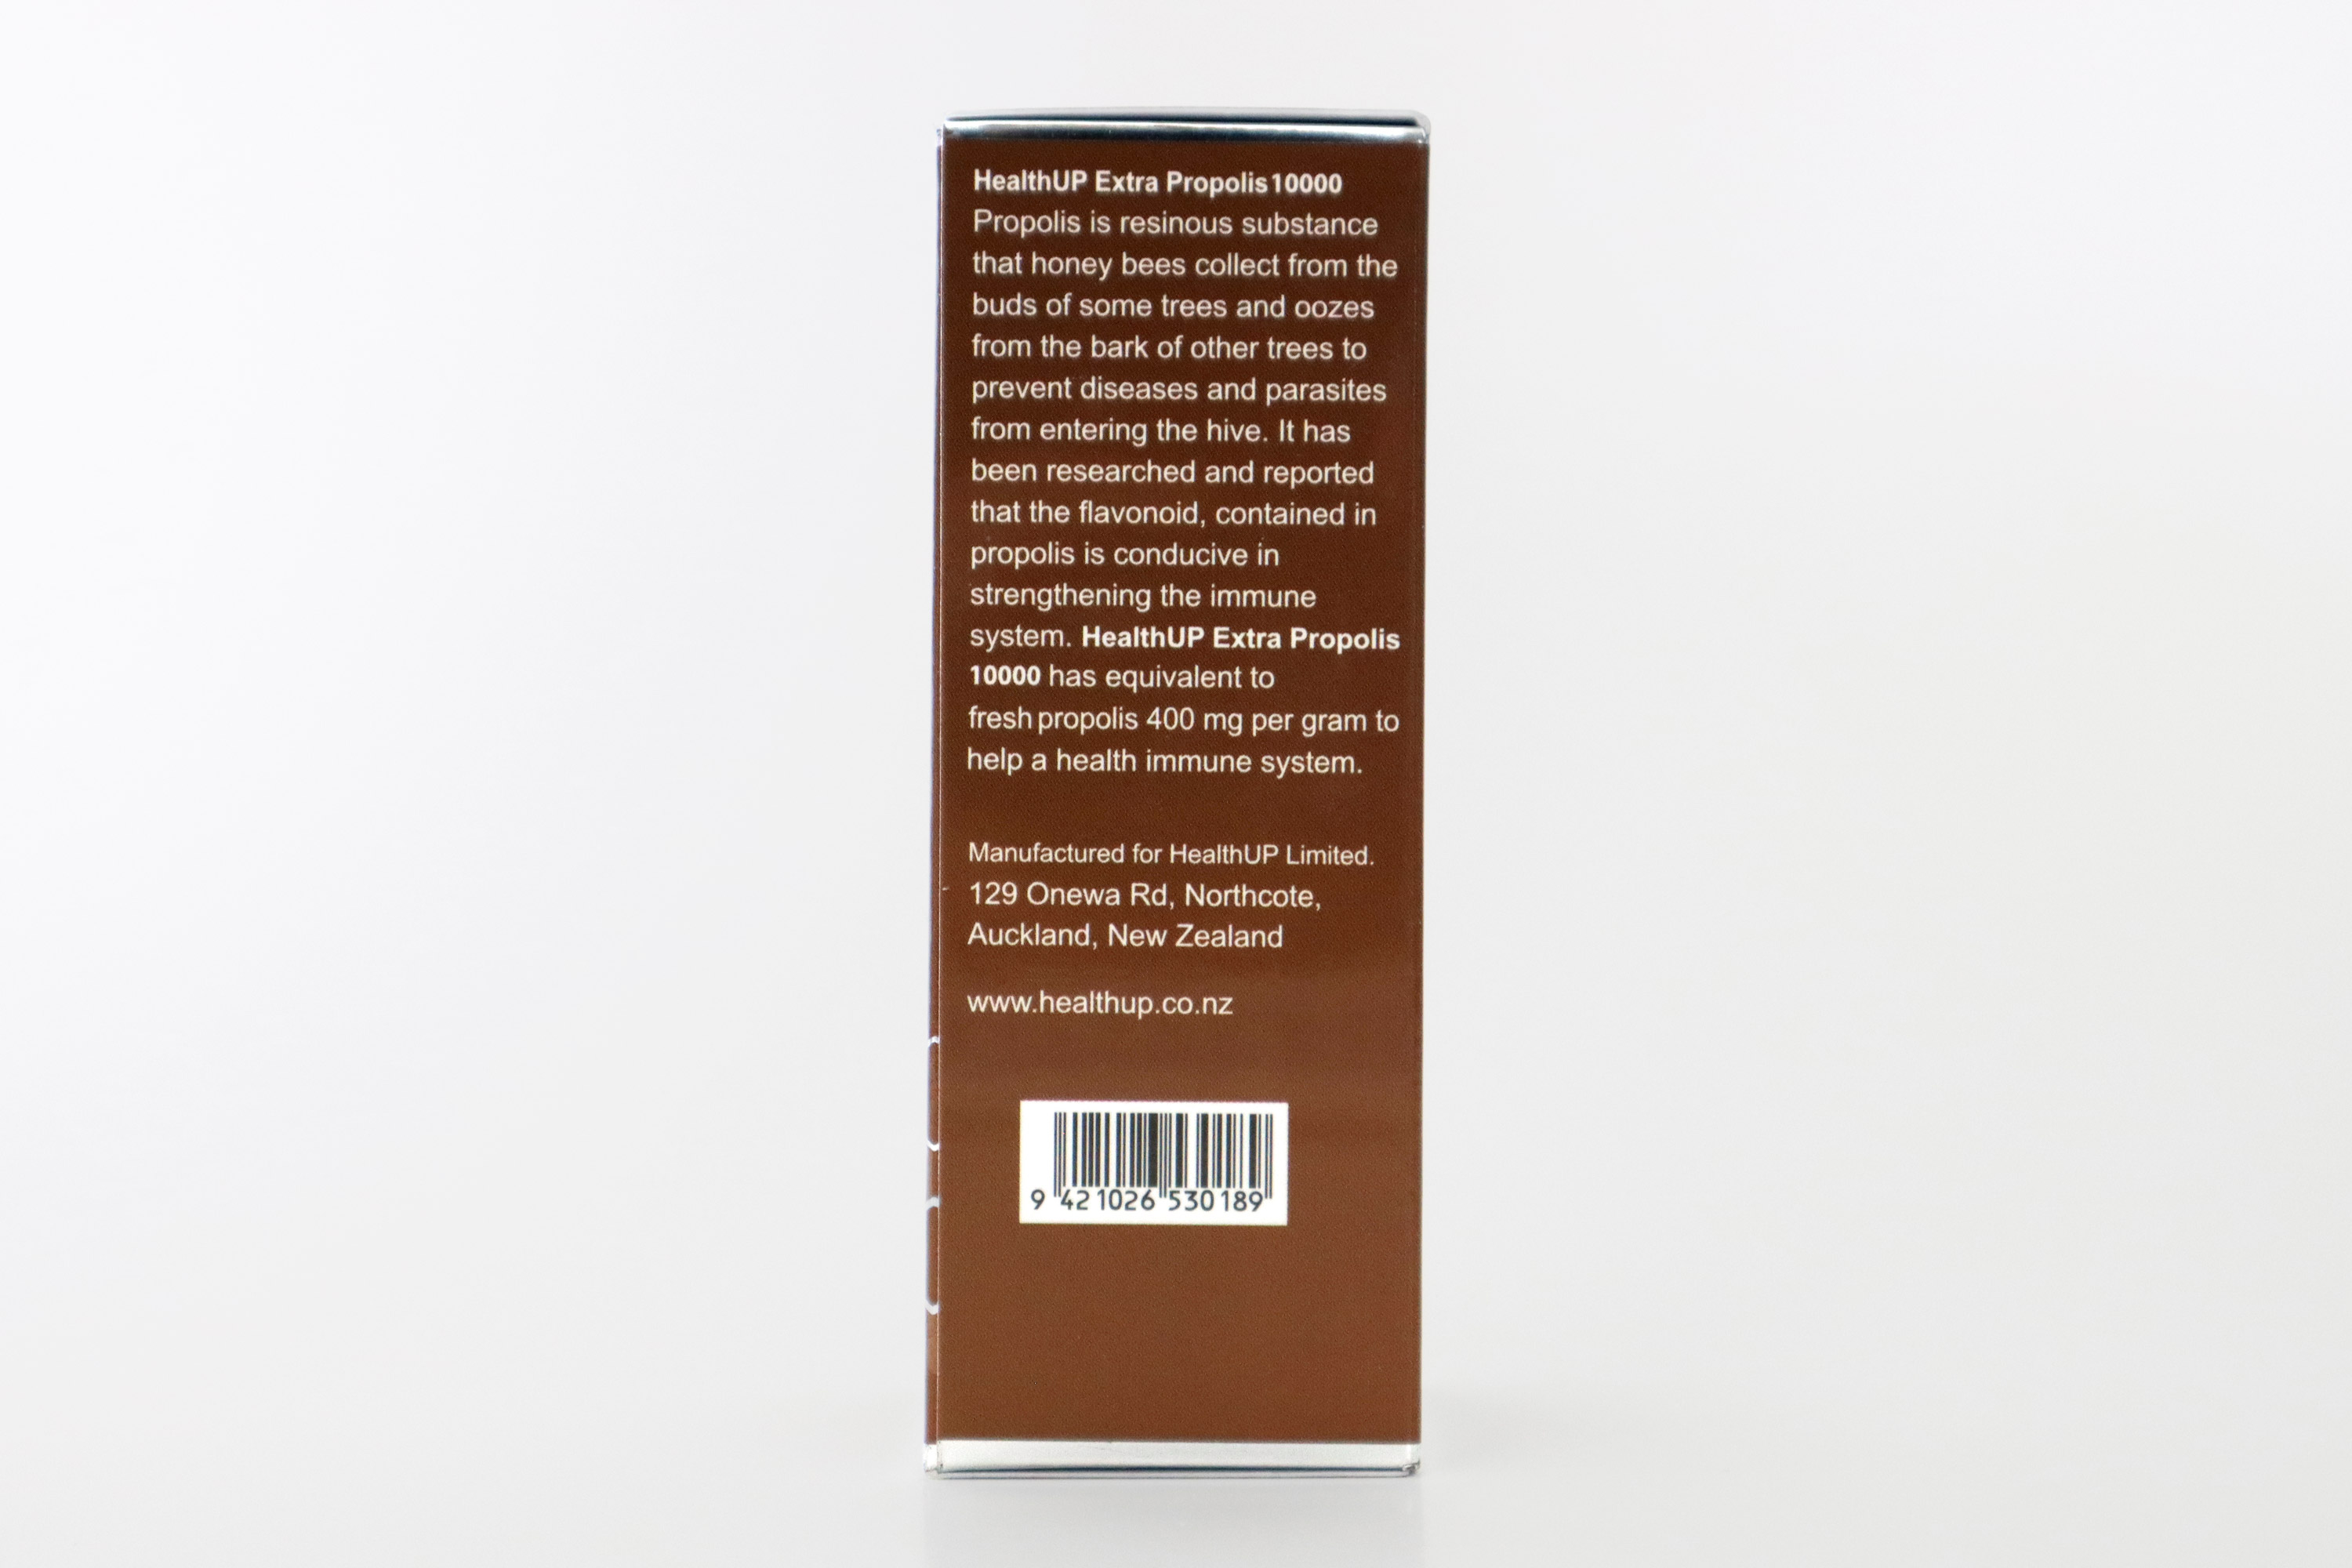 HealthUP Extra Propolis10000
Propolis is resinous substance
that honey bees collect from the
buds of some trees and oozes
from the bark of other trees to
prevent diseases and parasites
from entering the hive. It has
been researched and reported
that the flavonoid, contained in
propolis is conducive in
strengthening the immune
system. HealthUP Extra Propolis
10000 has equivalent to
fresh propolis 400 mg per gram to
help a health immune system.
Manufactured for HealthUP Limited.
129 Onewa Rd, Northcote,
Auckland, New Zealand
www.healthup.co.nz
9 421026 530189